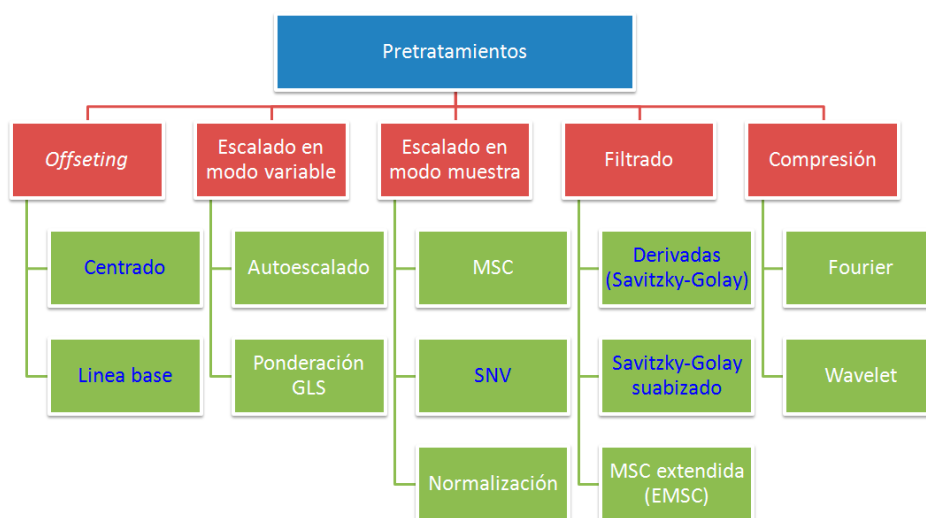 Pretratamientos
Offseting
Escalado en
modo variable
Escalado en
modo muestra
Filtrado
Compresión
Centrado
Autoescalado
MSC
Derivadas
(Savitzky-Golay)
Fourier
Linea base
Ponderación
GLS
SNV
Savitzky-Golay
suabizado
Wavelet
Normalización
MSC extendida
(EMSC)